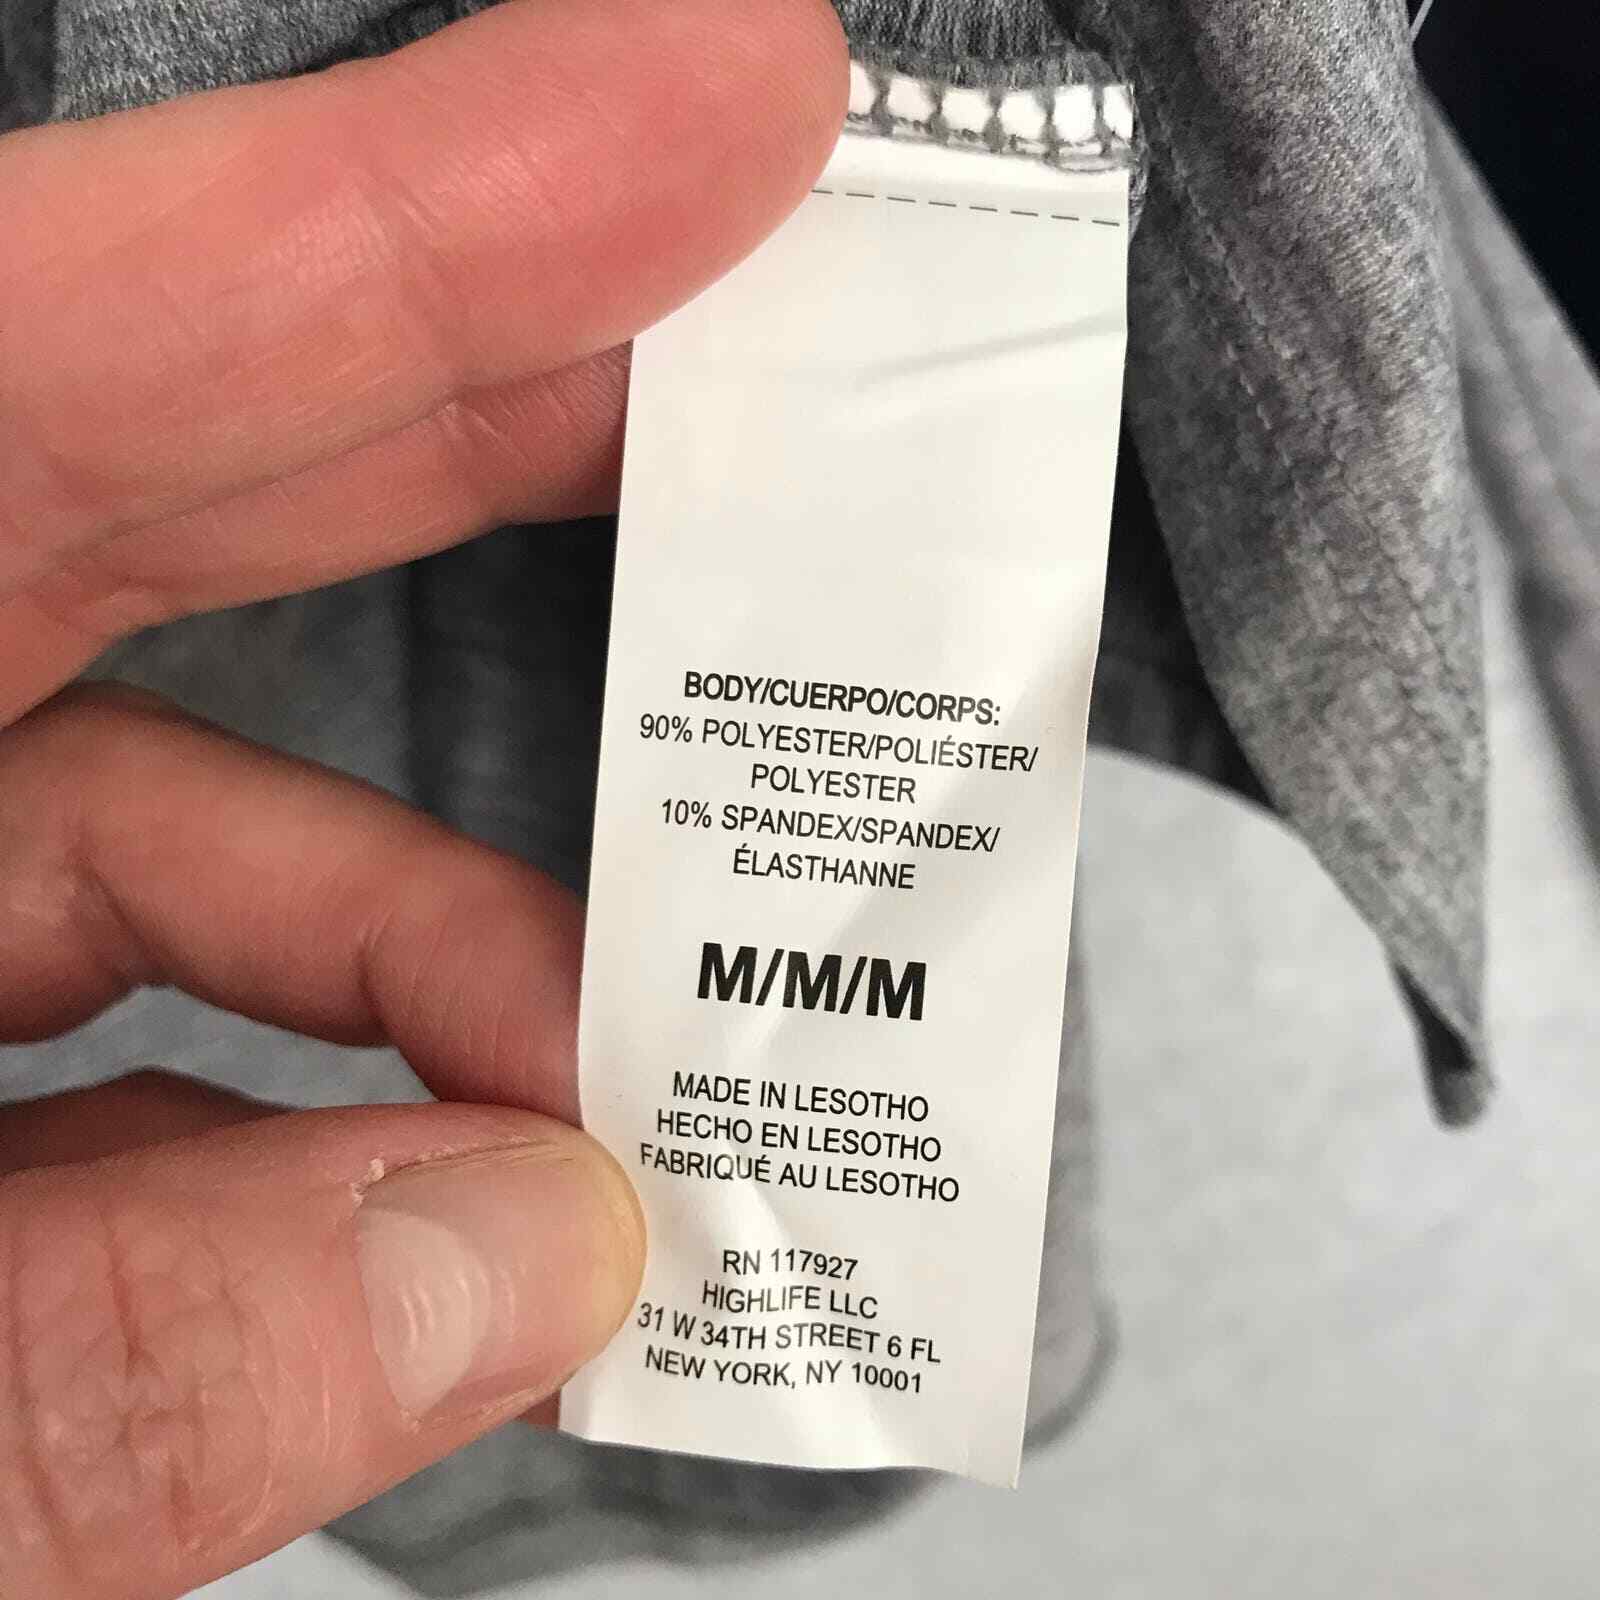 BODY/CUERPO/CORPS:
90% POLYESTER/POLIÉSTER/
POLYESTER
10% SPANDEX/SPANDEX/
ÉLASTHANNE
M/M/M
MADE IN LESOTHO
HECHO EN LESOTHO
FABRIQUÉ AU LESOTHO
RN 117927
HIGHLIFE LLC
31 W 34TH STREET 6 FL
NEW YORK, NY 10001